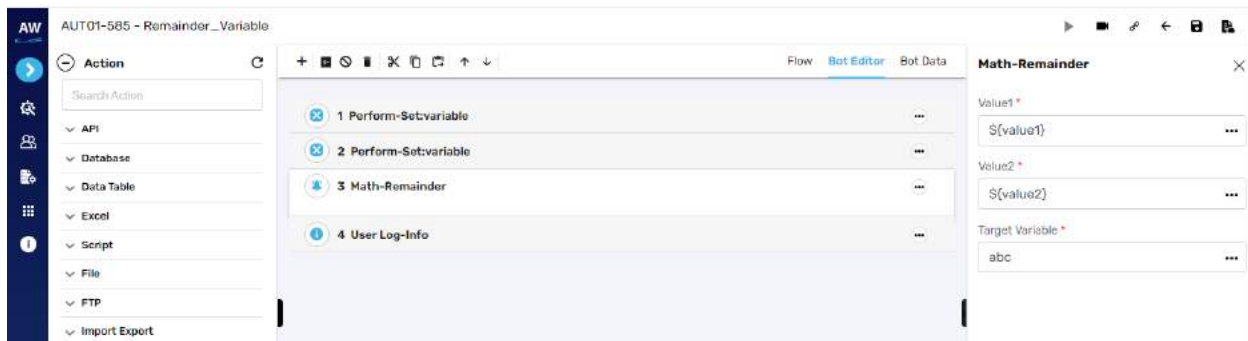 AW
AUT01-585 - Remainder_Variable
Action
Search Action
API
Database
Data Table
Excel
Script
File
FTP
Import Export
Flow Bot Editor Bot Data
1 Perform-Set:variable
2 Perform-Set:variable
3 Math-Remainder
4 User Log-Info
Math-Remainder
Value1 *
${value1}
Value2 *
${value2}
Target Variable *
abc